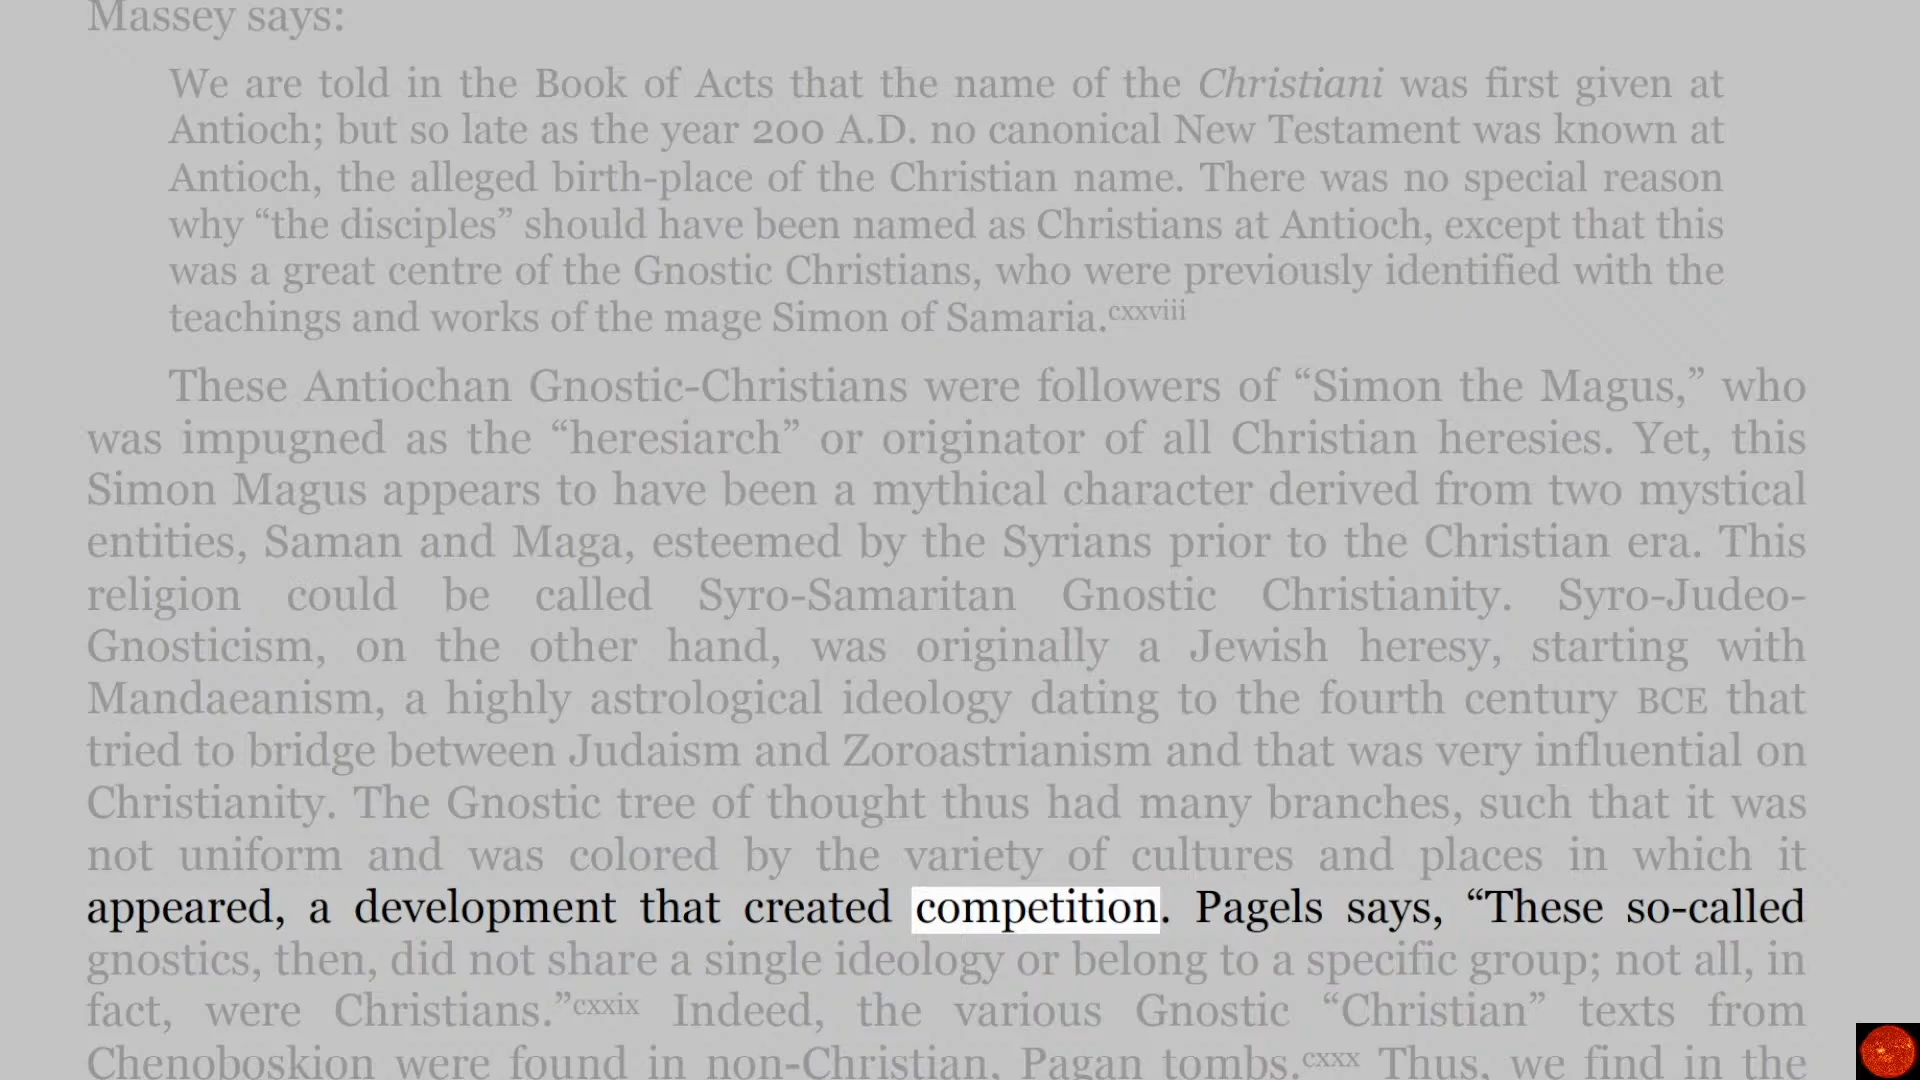 Massey says:
We are told in the Book of Acts that the name of the Christiani was first given at
Antioch; but so late as the year 200 A.D. no canonical New Testament was known at
Antioch, the alleged birth-place of the Christian name. There was no special reason
why “the disciples” should have been named as Christians at Antioch, except that this
was a great centre of the Gnostic Christians, who were previously identified with the
teachings and works of the mage Simon of Samaria.cxxviii
These Antiochan Gnostic-Christians were followers of “Simon the Magus,” who
was impugned as the “heresiarch” or originator of all Christian heresies. Yet, this
Simon Magus appears to have been a mythical character derived from two mystical
entities, Saman and Maga, esteemed by the Syrians prior to the Christian era. This
religion could be called Syro-Samaritan Gnostic Christianity. Syro-Judeo-
Gnosticism, on the other hand, was originally a Jewish heresy, starting with
Mandaeanism, a highly astrological ideology dating to the fourth century BCE that
tried to bridge between Judaism and Zoroastrianism and that was very influential on
Christianity. The Gnostic tree of thought thus had many branches, such that it was
not uniform and was colored by the variety of cultures and places in which it
appeared, a development that created competition. Pagels says, “These so-called
gnostics, then, did not share a single ideology or belong to a specific group; not all, in
fact, were Christians.”cxxix Indeed, the various Gnostic “Christian” texts from
Chenoboskion were found in non-Christian, Pagan tombs.cxxx Thus, we find in the